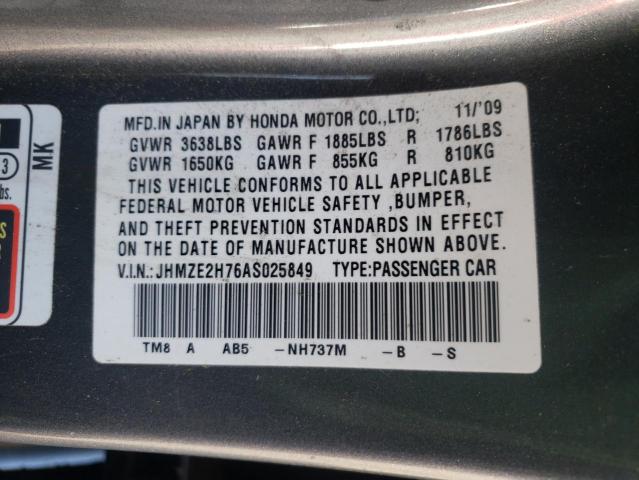 MFD.IN JAPAN BY HONDA MOTOR CO.,LTD; 11/'09
GVWR 3638LBS GAWR F 1885LBS R 1786LBS
GVWR 1650KG GAWR F 855KG R 810KG
THIS VEHICLE CONFORMS TO ALL APPLICABLE
FEDERAL MOTOR VEHICLE SAFETY ,BUMPER,
AND THEFT PREVENTION STANDARDS IN EFFECT
ON THE DATE OF MANUFACTURE SHOWN ABOVE.
V.I.N.:JHMZE2H76AS025849 TYPE:PASSENGER CAR
TM8 A AB5 -NH737M -B -S
MK
3
bs.
S